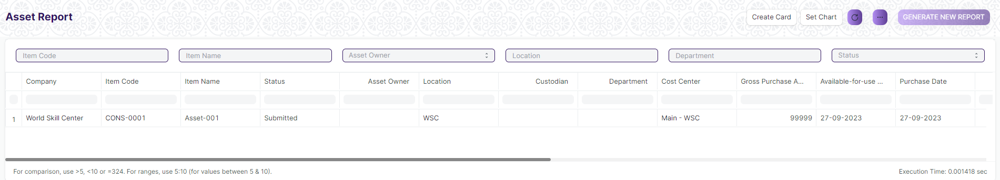 Asset Report
Create Card Set Chart GENERATE NEW REPORT
Item Code Item Name Asset Owner Location Department Status
Company Item Code Item Name Status Asset Owner Location Custodian Department Cost Center Gross Purchase A... Available-for-use ... Purchase Date
1 World Skill Center CONS-0001 Asset-001 Submitted WSC Main - WSC 99999 27-09-2023 27-09-2023
For comparison, use >5, <10 or =324. For ranges, use 5:10 (for values between 5 & 10). Execution Time: 0.001418 sec